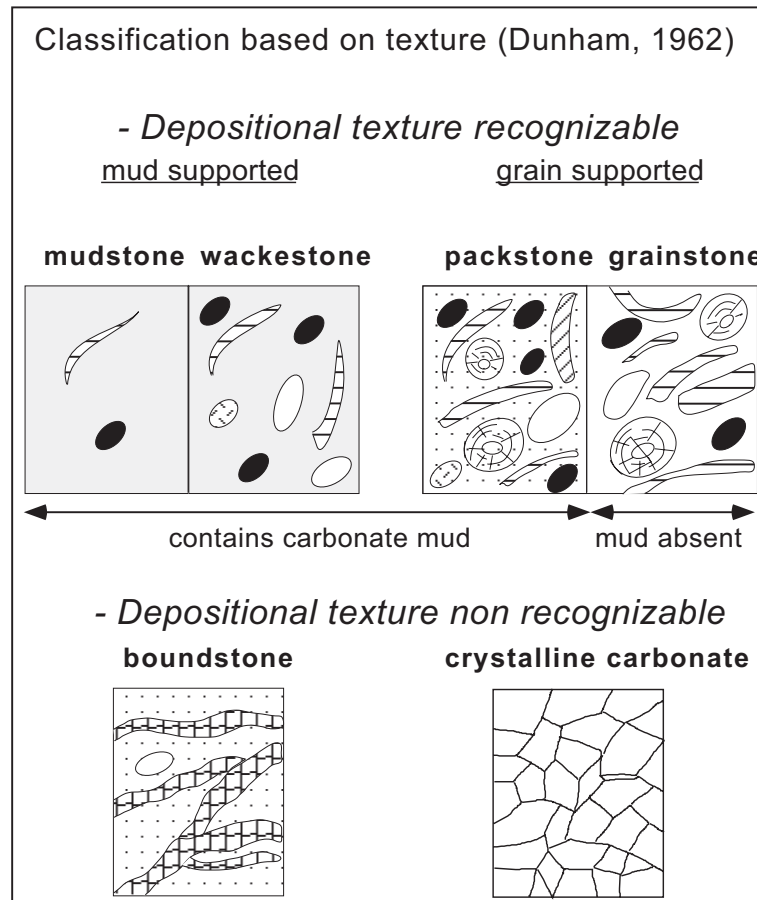 Classification based on texture (Dunham, 1962)
- Depositional texture recognizable
mud supported grain supported
mudstone wackestone packstone grainstone
contains carbonate mud mud absent
- Depositional texture non recognizable
boundstone crystalline carbonate